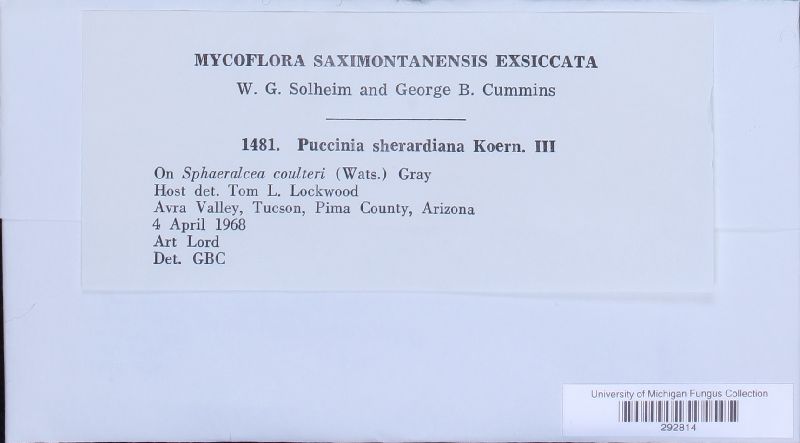 MYCOFLORA SAXIMONTANENSIS EXSICCATA
W. G. Solheim and George B. Cummins
1481. Puccinia sherardiana Koern. III
On Sphaeralcea coulteri (Wats.) Gray
Host det. Tom L. Lockwood
Avra Valley, Tucson, Pima County, Arizona
4 April 1968
Art Lord
Det. GBC
University of Michigan Fungus Collection
292814